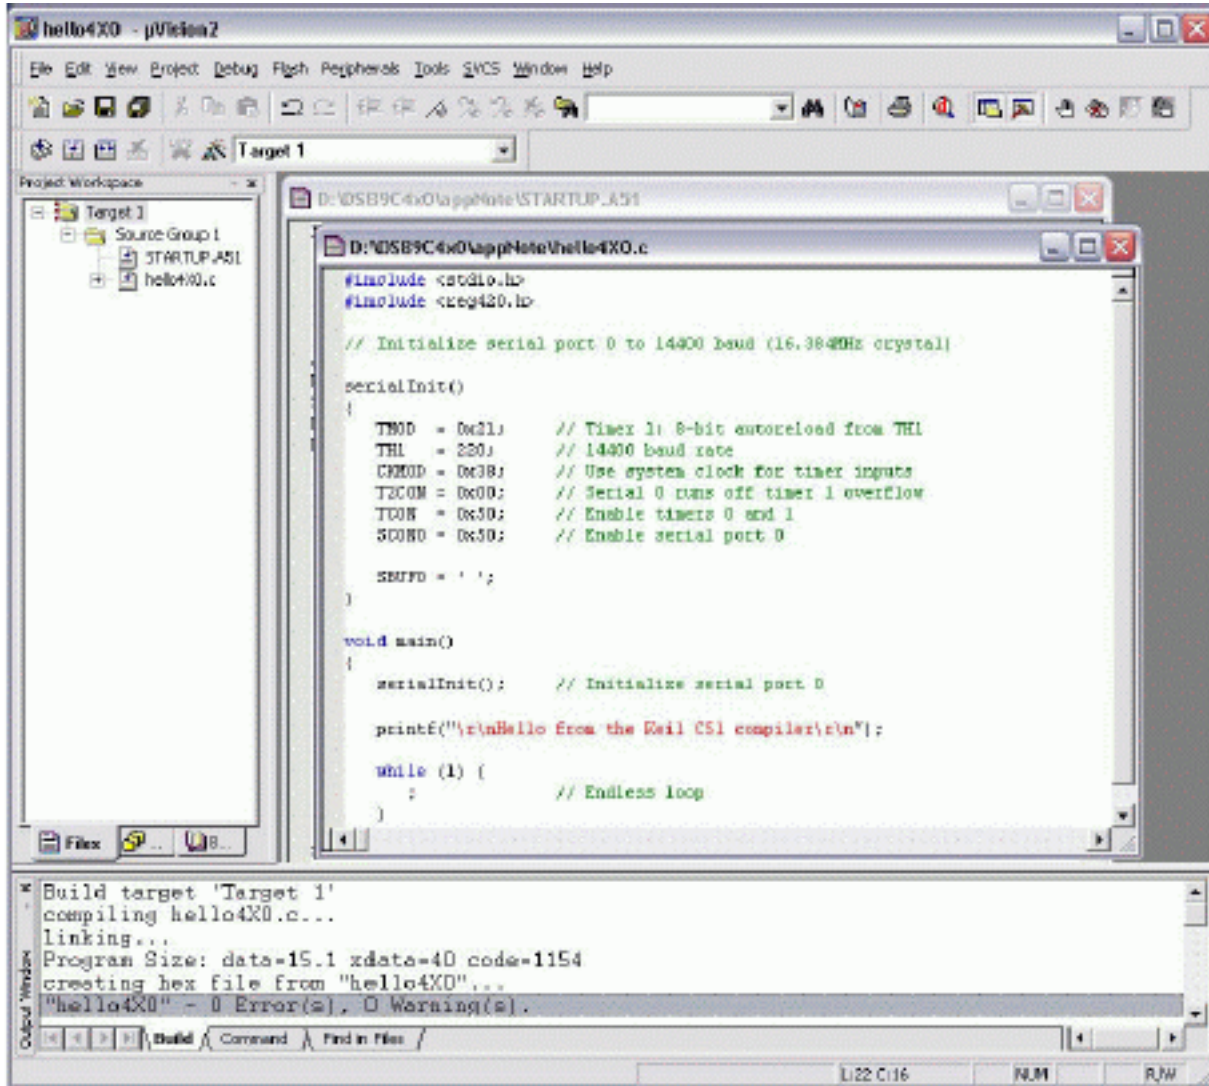 hello4X0 - µVision2
File Edit View Project Debug Flash Peripherals Tools SVCS Window Help
Target 1
Project Workspace
Target 1
Source Group 1
STARTUP.A51
hello4X0.c
Files
B...
D:\DSB9C4x0\appNote\STARTUP.A51
D:\DSB9C4x0\appNote\hello4X0.c
#include <stdio.h>
#include <reg420.h>
// Initialize serial port 0 to 14400 baud (16.384MHz crystal)
serialInit()
{
TMOD = 0x21; // Timer 1: 8-bit autoreload from TH1
TH1 = 220; // 14400 baud rate
CKMOD = 0x38; // Use system clock for timer inputs
T2CON = 0x00; // Serial 0 runs off timer 1 overflow
TCON = 0x50; // Enable timers 0 and 1
SCON0 = 0x50; // Enable serial port 0
SBUF0 = ' ';
}
void main()
{
serialInit(); // Initialize serial port 0
printf("\r\nHello from the Keil C51 compiler\r\n");
while (1) {
; // Endless loop
}
Output Window
Build target 'Target 1'
compiling hello4X0.c...
linking...
Program Size: data=15.1 xdata=40 code=1154
creating hex file from "hello4X0"...
"hello4X0" - 0 Error(s), 0 Warning(s).
Build Command Find in Files
L:22 C:16 NUM R/W